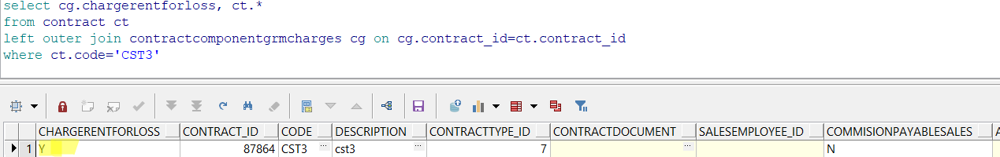 select cg.chargerentforloss, ct.*
from contract ct
left outer join contractcomponentgrmcharges cg on cg.contract_id=ct.contract_id
where ct.code='CST3'
CHARGERENTFORLOSS CONTRACT_ID CODE DESCRIPTION CONTRACTTYPE_ID CONTRACTDOCUMENT SALESEMPLOYEE_ID COMMISIONPAYABLESALES A
1 Y 87864 CST3 ... cst3 ... 7 ... ... N